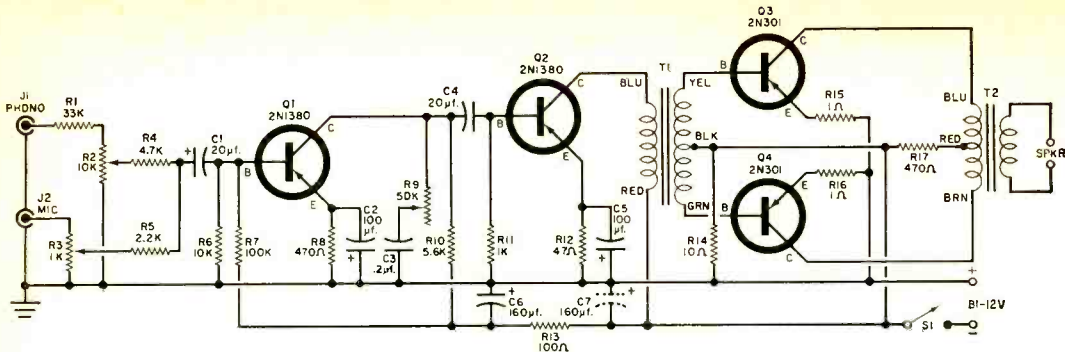 J1
PHONO
R1
33K
R2
10K
J2
MIC
R3
1K
R4
4.7K
R5
2.2K
C1
+ 20µf.
R6
10K
R7
100K
Q1
2N1380
B
C
E
R8
470Ω
C2
100
µf.
+
R9
50K
C3
.2µf.
R10
5.6K
C4
20µf.
+
R11
1K
Q2
2N1380
B
C
E
R12
47Ω
C5
100
µf.
+
C6
160µf.
+
C7
160µf.
+
R13
100Ω
T1
BLU
RED
YEL
BLK
GRN
Q3
2N301
B
C
E
R15
1Ω
Q4
2N301
B
E
C
R16
1Ω
R14
10Ω
R17
470Ω
BLU
RED
BRN
T2
SPKR
+
B1-12V
S1
–